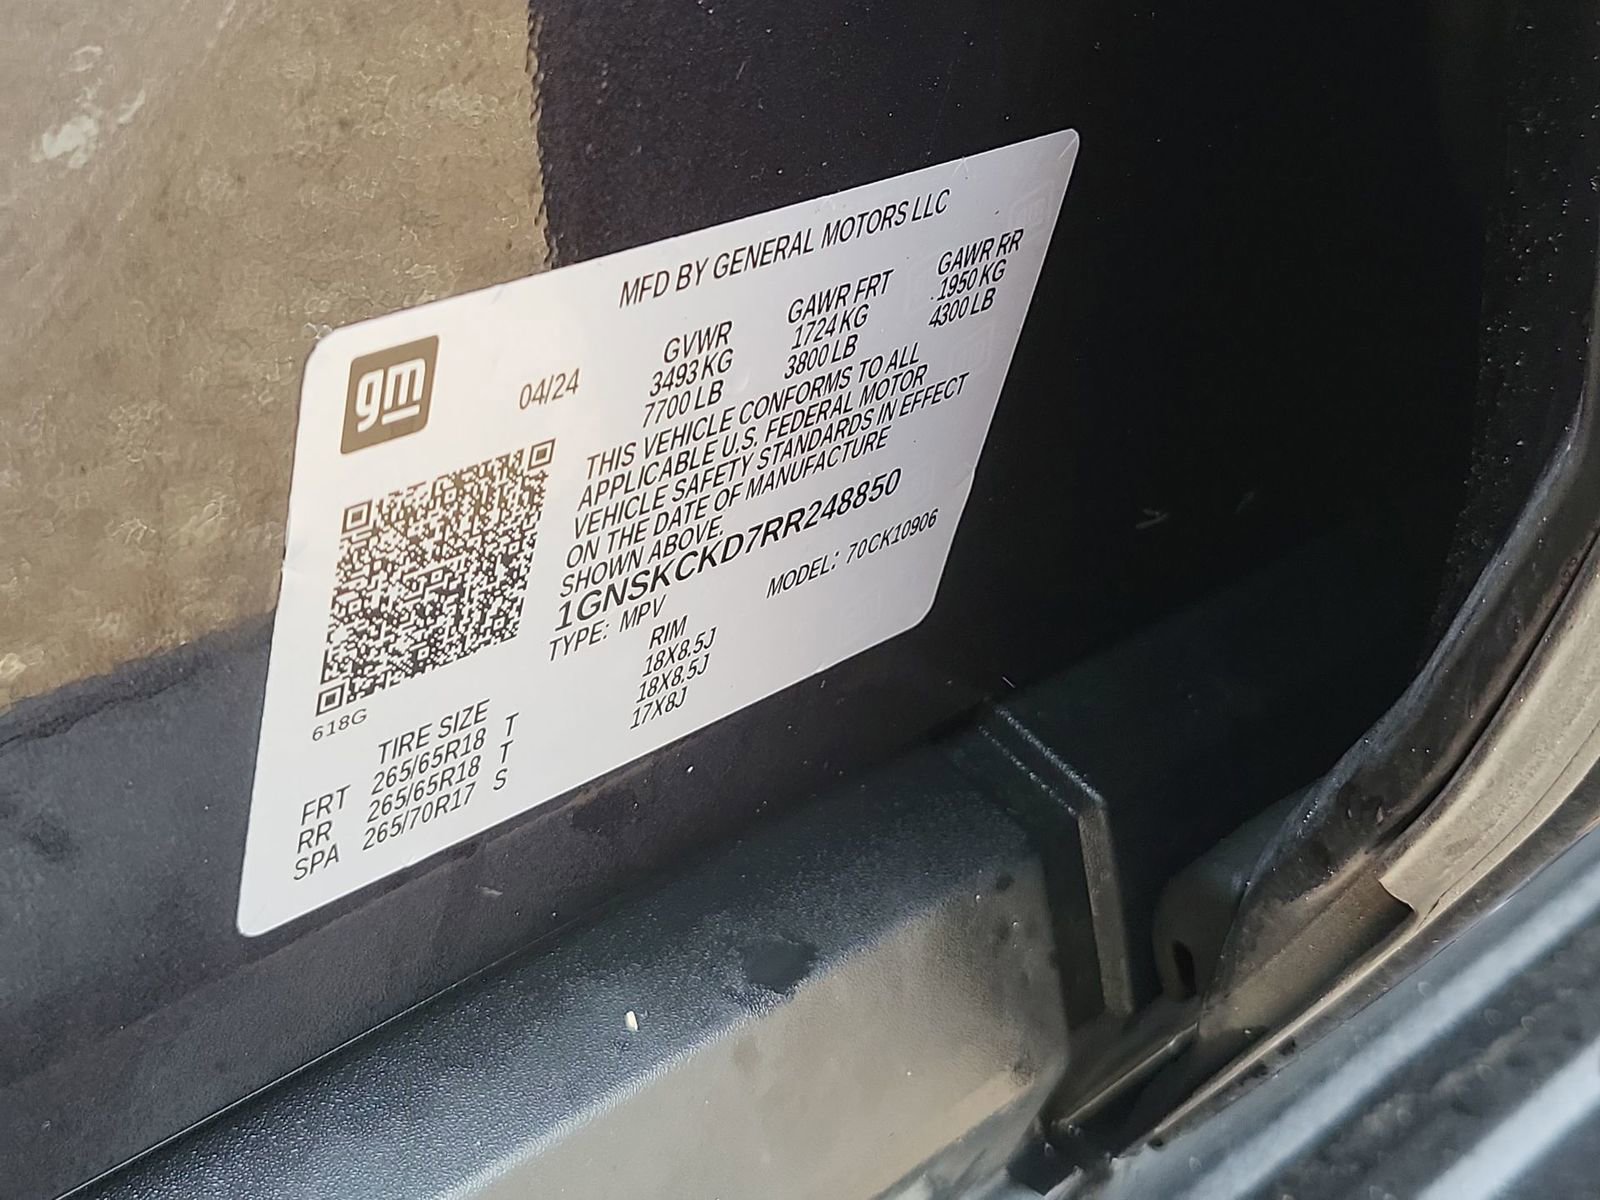 MFD BY GENERAL MOTORS LLC
gm
04/24
GVWR GAWR FRT GAWR RR
3493 KG 1724 KG 1950 KG
7700 LB 3800 LB 4300 LB
THIS VEHICLE CONFORMS TO ALL
APPLICABLE U.S. FEDERAL MOTOR
VEHICLE SAFETY STANDARDS IN EFFECT
ON THE DATE OF MANUFACTURE
SHOWN ABOVE.
1GNSKCKD7RR248850
TYPE: MPV MODEL: 70CK10906
618G
TIRE SIZE RIM
FRT 265/65R18 T 18X8.5J
RR 265/65R18 T 18X8.5J
SPA 265/70R17 S 17X8J